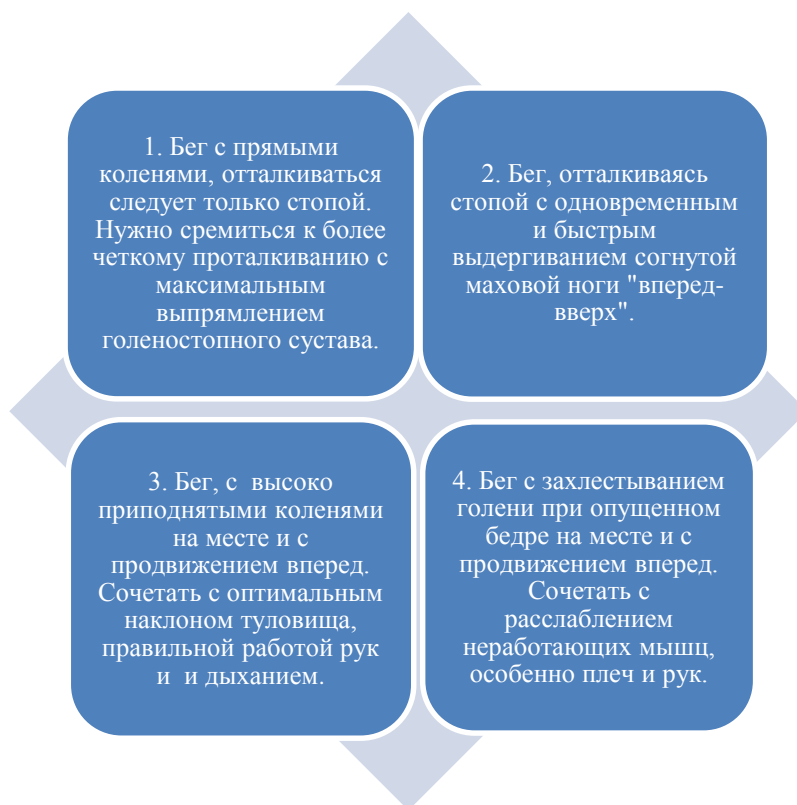 1. Бег с прямыми
коленями, отталкиваться
следует только стопой.
Нужно сремиться к более
четкому проталкиванию с
максимальным
выпрямлением
голеностопного сустава.
2. Бег, отталкиваясь
стопой с одновременным
и быстрым
выдергиванием согнутой
маховой ноги "вперед-
вверх".
3. Бег, с высоко
приподнятыми коленями
на месте и с
продвижением вперед.
Сочетать с оптимальным
наклоном туловища,
правильной работой рук
и и дыханием.
4. Бег с захлестыванием
голени при опущенном
бедре на месте и с
продвижением вперед.
Сочетать с
расслаблением
неработающих мышц,
особенно плеч и рук.